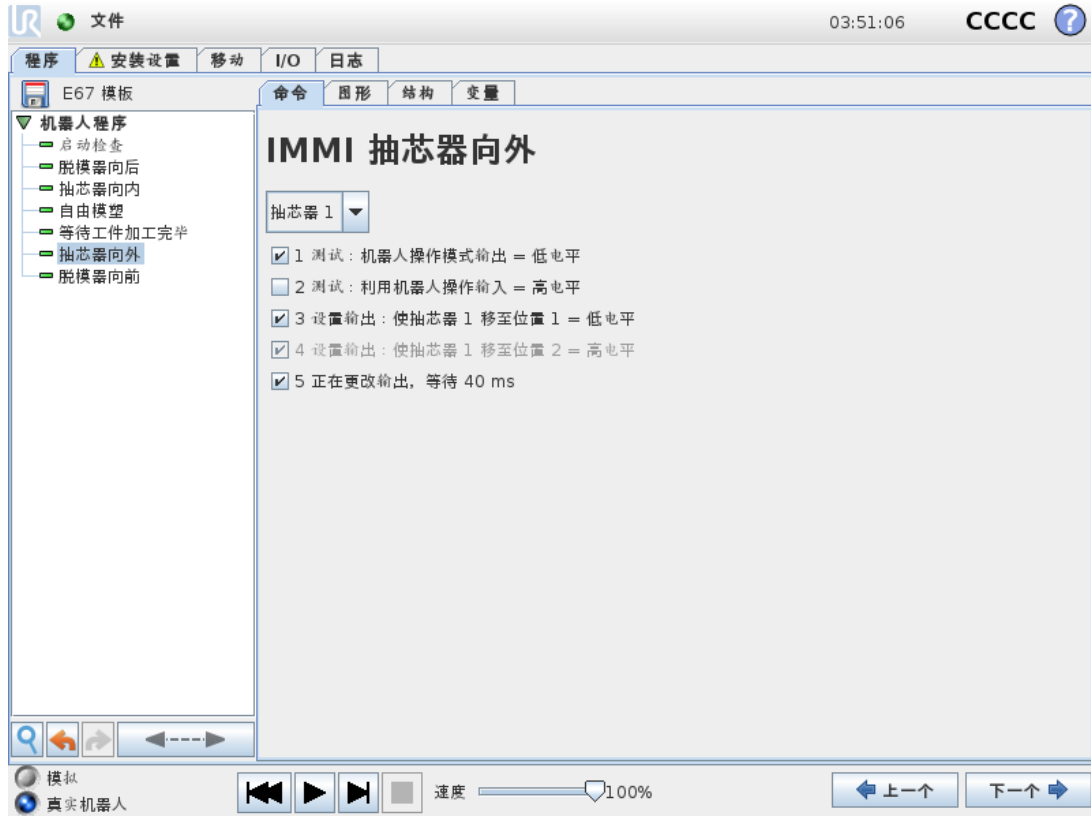 UR 文件 03:51:06 CCCC ?
程序 安装设置 移动 I/O 日志
E67 模板
命令 图形 结构 变量
机器人程序
启动检查
脱模器向后
抽芯器向内
自由模塑
等待工件加工完毕
抽芯器向外
脱模器向前
IMMI 抽芯器向外
抽芯器 1
1 测试：机器人操作模式输出 = 低电平
2 测试：利用机器人操作输入 = 高电平
3 设置输出：使抽芯器 1 移至位置 1 = 低电平
4 设置输出：使抽芯器 1 移至位置 2 = 高电平
5 正在更改输出，等待 40 ms
模拟
真实机器人
速度 100%
上一个 下一个